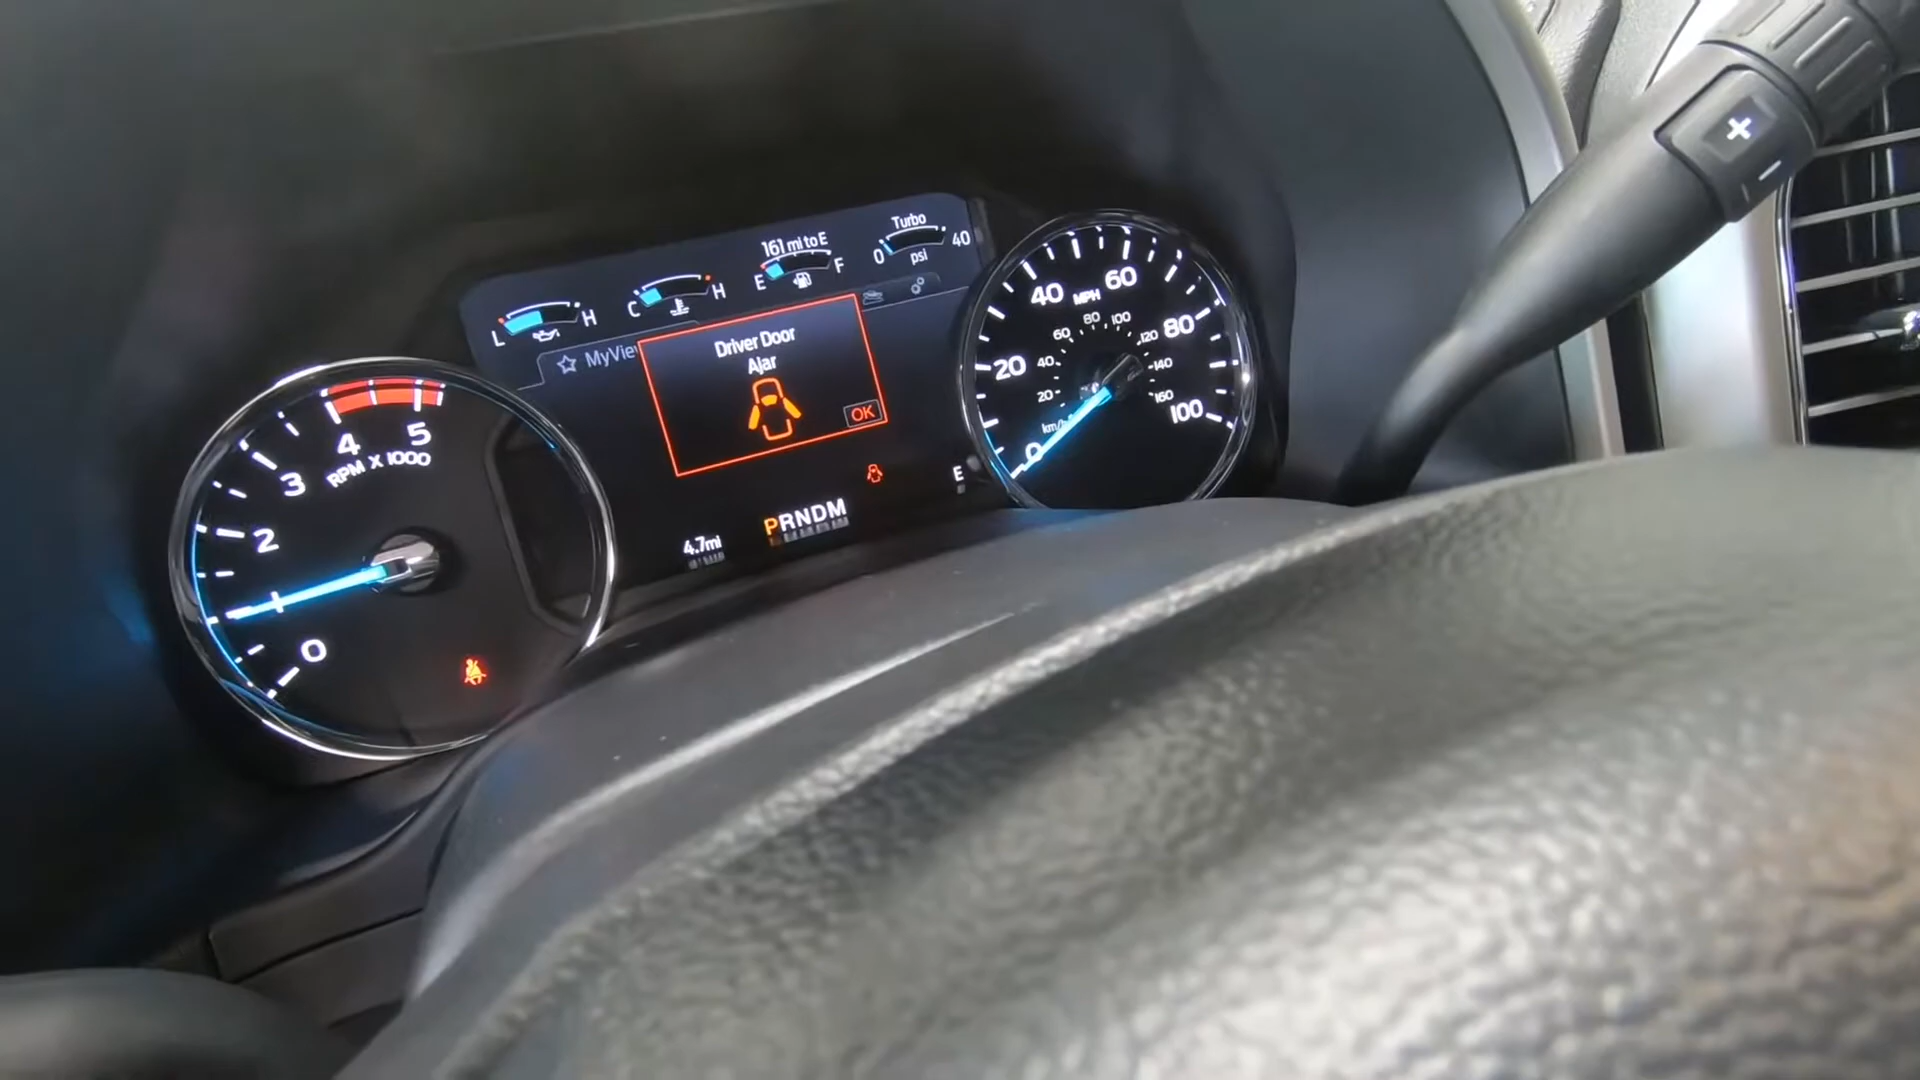 Turbo
0 40
psi
161 mi to E
E F
C H
L H
MyVie
Driver Door
Ajar
OK
E
PRNDM
4.7mi
0
2
3
4
5
RPM X 1000
0
20
40
60
80
100
MPH
20
40
60
80
100
120
140
160
km/h
+
-